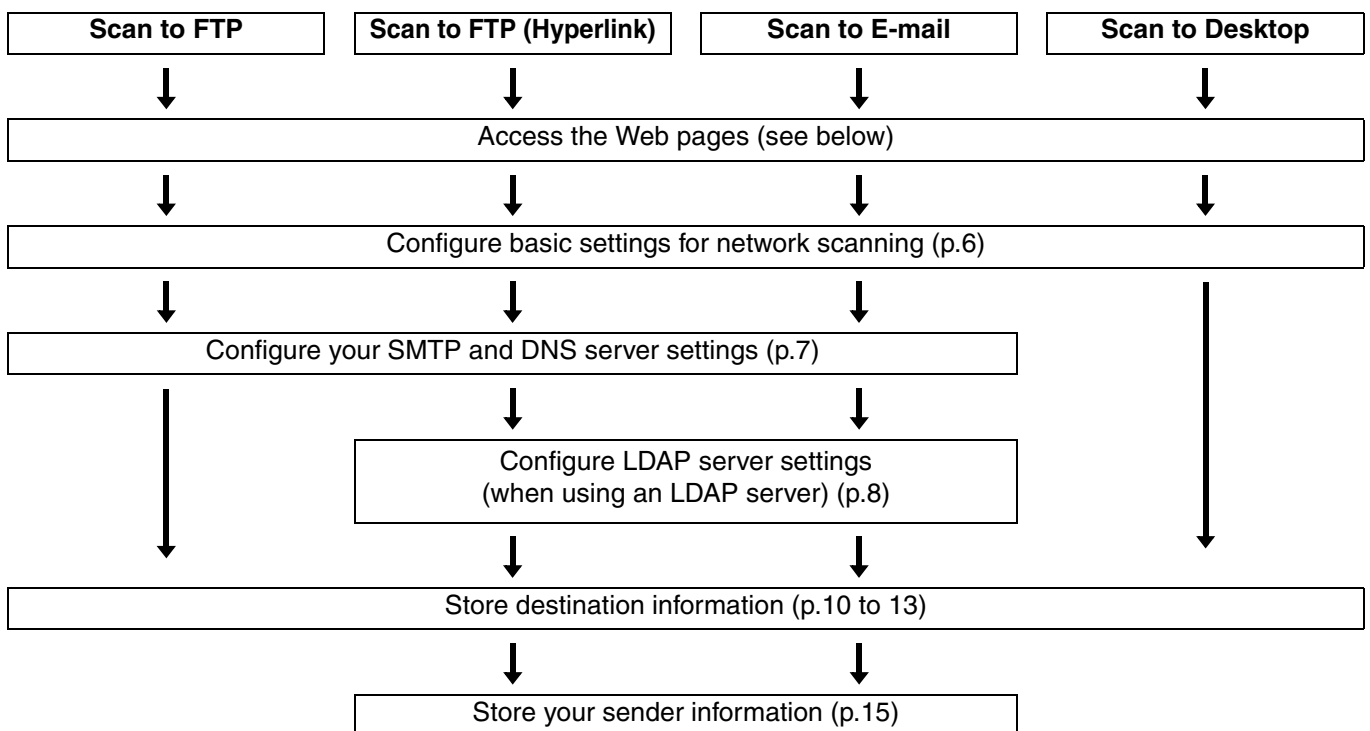 Scan to FTP
Scan to FTP (Hyperlink)
Scan to E-mail
Scan to Desktop
Access the Web pages (see below)
Configure basic settings for network scanning (p.6)
Configure your SMTP and DNS server settings (p.7)
Configure LDAP server settings
(when using an LDAP server) (p.8)
Store destination information (p.10 to 13)
Store your sender information (p.15)